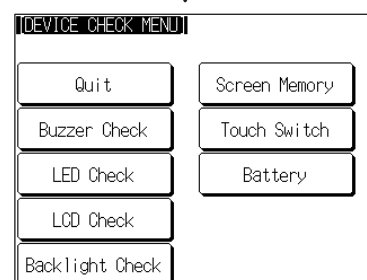 [DEVICE CHECK MENU]
Quit
Buzzer Check
LED Check
LCD Check
Backlight Check
Screen Memory
Touch Switch
Battery